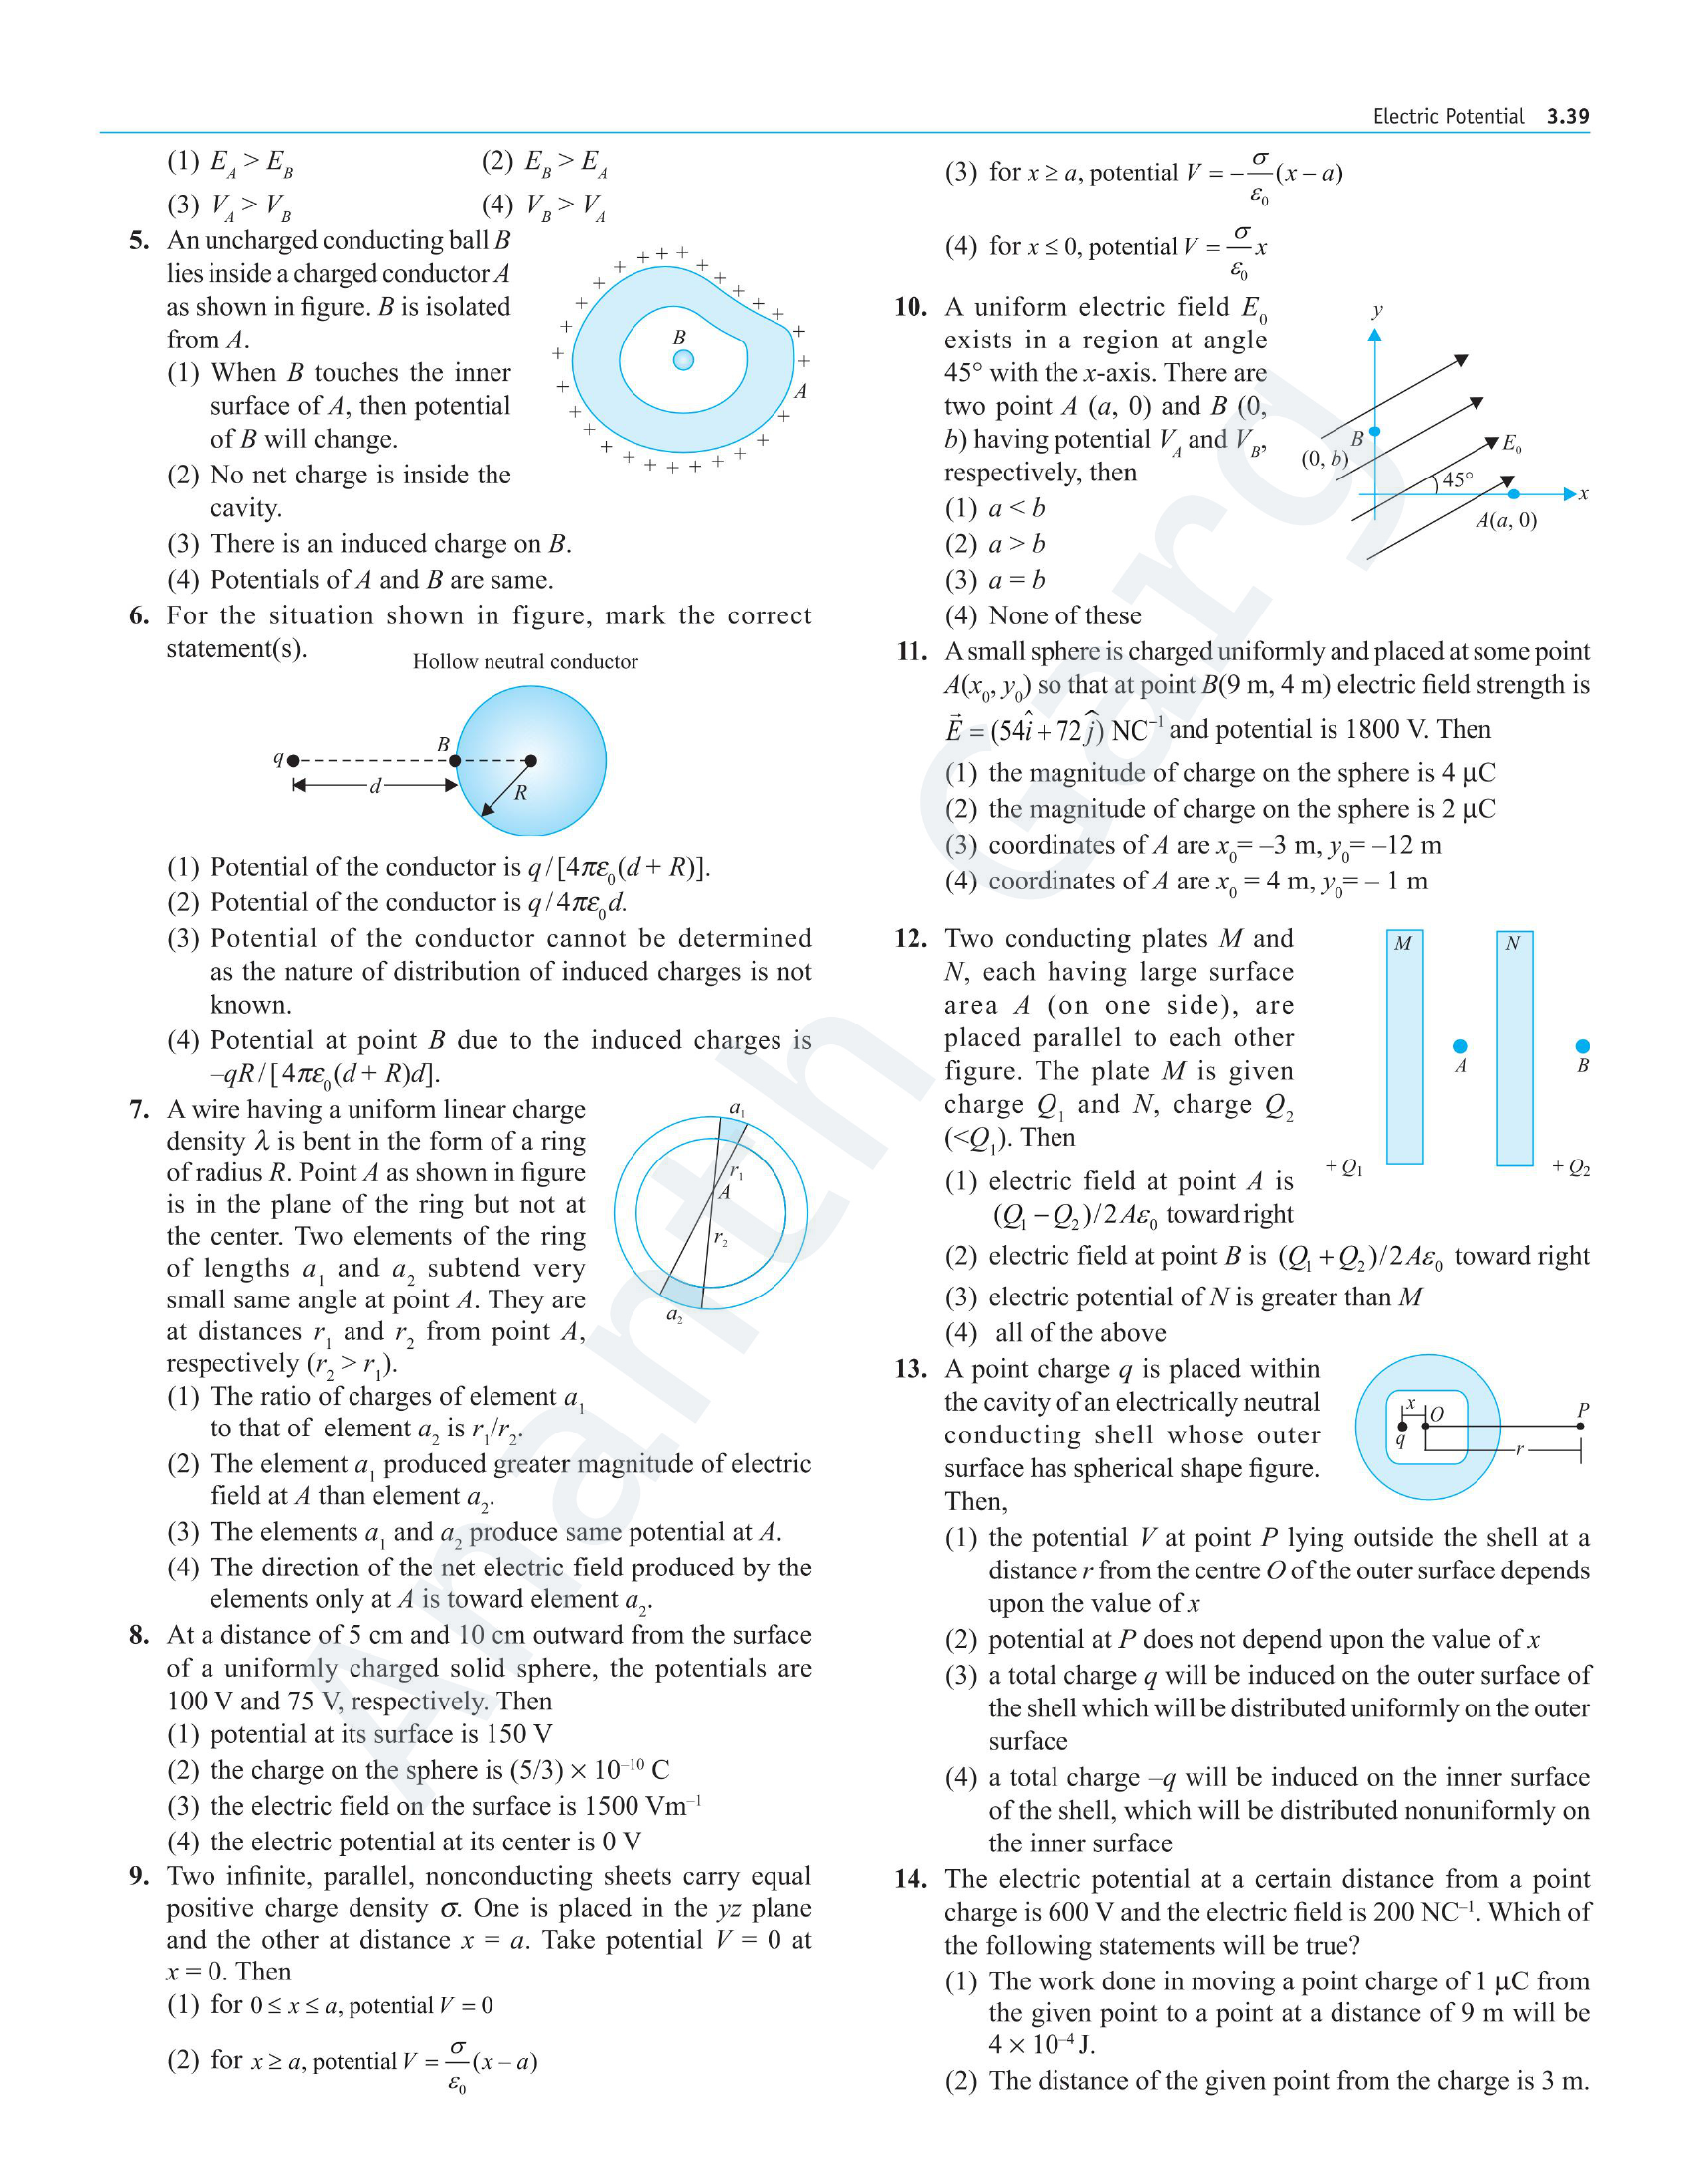 Electric Potential 3.39
(1) E_A > E_B (2) E_B > E_A
(3) V_A > V_B (4) V_B > V_A
5. An uncharged conducting ball B
lies inside a charged conductor A
as shown in figure. B is isolated
from A.
(1) When B touches the inner
surface of A, then potential
of B will change.
(2) No net charge is inside the
cavity.
(3) There is an induced charge on B.
(4) Potentials of A and B are same.
B
A
6. For the situation shown in figure, mark the correct
statement(s).
Hollow neutral conductor
q
B
d
R
(1) Potential of the conductor is q/[4πε₀(d + R)].
(2) Potential of the conductor is q/4πε₀d.
(3) Potential of the conductor cannot be determined
as the nature of distribution of induced charges is not
known.
(4) Potential at point B due to the induced charges is
–qR/[4πε₀(d + R)d].
7. A wire having a uniform linear charge
density λ is bent in the form of a ring
of radius R. Point A as shown in figure
is in the plane of the ring but not at
the center. Two elements of the ring
of lengths a₁ and a₂ subtend very
small same angle at point A. They are
at distances r₁ and r₂ from point A,
respectively (r₂ > r₁).
a₁
r₁
A
r₂
a₂
(1) The ratio of charges of element a₁
to that of element a₂ is r₁/r₂.
(2) The element a₁ produced greater magnitude of electric
field at A than element a₂.
(3) The elements a₁ and a₂ produce same potential at A.
(4) The direction of the net electric field produced by the
elements only at A is toward element a₂.
8. At a distance of 5 cm and 10 cm outward from the surface
of a uniformly charged solid sphere, the potentials are
100 V and 75 V, respectively. Then
(1) potential at its surface is 150 V
(2) the charge on the sphere is (5/3) × 10⁻¹⁰ C
(3) the electric field on the surface is 1500 Vm⁻¹
(4) the electric potential at its center is 0 V
9. Two infinite, parallel, nonconducting sheets carry equal
positive charge density σ. One is placed in the yz plane
and the other at distance x = a. Take potential V = 0 at
x = 0. Then
(1) for 0 ≤ x ≤ a, potential V = 0
(2) for x ≥ a, potential V = σ/ε₀ (x – a)
(3) for x ≥ a, potential V = –σ/ε₀ (x – a)
(4) for x ≤ 0, potential V = σ/ε₀ x
10. A uniform electric field E₀
exists in a region at angle
45° with the x-axis. There are
two point A (a, 0) and B (0,
b) having potential V_A and V_B,
respectively, then
(1) a < b
(2) a > b
(3) a = b
(4) None of these
y
B
(0, b)
E₀
45°
x
A(a, 0)
11. A small sphere is charged uniformly and placed at some point
A(x₀, y₀) so that at point B(9 m, 4 m) electric field strength is
E⃗ = (54î + 72ĵ) NC⁻¹ and potential is 1800 V. Then
(1) the magnitude of charge on the sphere is 4 μC
(2) the magnitude of charge on the sphere is 2 μC
(3) coordinates of A are x₀= –3 m, y₀= –12 m
(4) coordinates of A are x₀ = 4 m, y₀= – 1 m
12. Two conducting plates M and
N, each having large surface
area A (on one side), are
placed parallel to each other
figure. The plate M is given
charge Q₁ and N, charge Q₂
(<Q₁). Then
M N
A B
+ Q₁ + Q₂
(1) electric field at point A is
(Q₁ – Q₂)/2Aε₀ toward right
(2) electric field at point B is (Q₁ + Q₂)/2Aε₀ toward right
(3) electric potential of N is greater than M
(4) all of the above
13. A point charge q is placed within
the cavity of an electrically neutral
conducting shell whose outer
surface has spherical shape figure.
Then,
x
O
P
q
r
(1) the potential V at point P lying outside the shell at a
distance r from the centre O of the outer surface depends
upon the value of x
(2) potential at P does not depend upon the value of x
(3) a total charge q will be induced on the outer surface of
the shell which will be distributed uniformly on the outer
surface
(4) a total charge –q will be induced on the inner surface
of the shell, which will be distributed nonuniformly on
the inner surface
14. The electric potential at a certain distance from a point
charge is 600 V and the electric field is 200 NC⁻¹. Which of
the following statements will be true?
(1) The work done in moving a point charge of 1 μC from
the given point to a point at a distance of 9 m will be
4 × 10⁻⁴ J.
(2) The distance of the given point from the charge is 3 m.
Ananth Garg